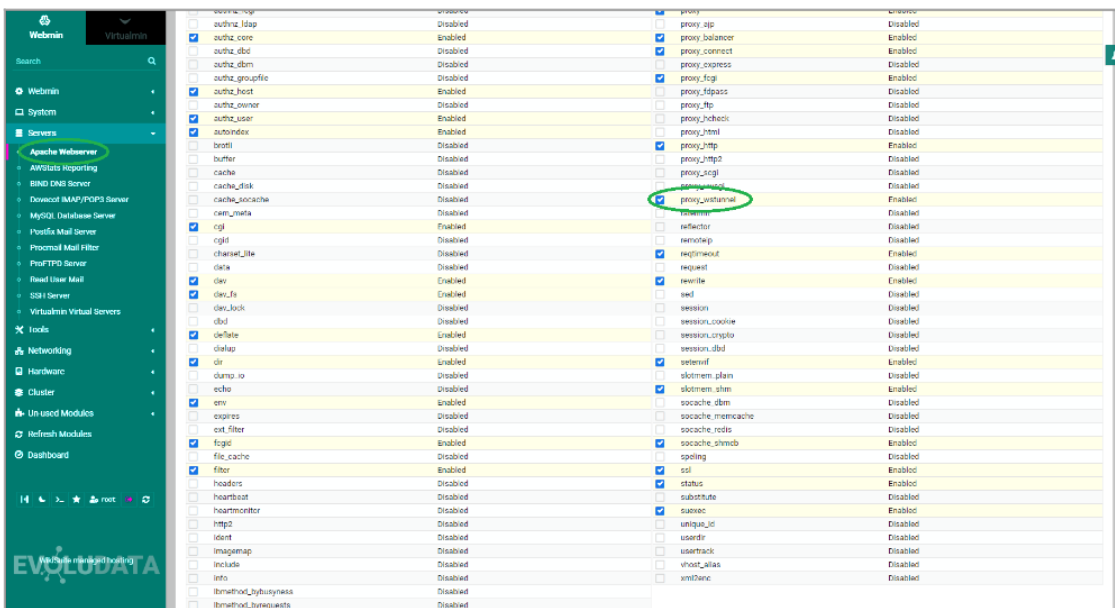 Webmin
Virtualmin
Search
Webmin
System
Servers
Apache Webserver
AWStats Reporting
BIND DNS Server
Dovecot IMAP/POP3 Server
MySQL Database Server
Postfix Mail Server
Procmail Mail Filter
ProFTPD Server
Read User Mail
SSH Server
Virtualmin Virtual Servers
Tools
Networking
Hardware
Cluster
Un-used Modules
Refresh Modules
Dashboard
root
EVOLUDATA
authnz_ldap Disabled
authz_core Enabled
authz_dbd Disabled
authz_dbm Disabled
authz_groupfile Disabled
authz_host Enabled
authz_owner Disabled
authz_user Enabled
autoindex Enabled
brotli Disabled
buffer Disabled
cache Disabled
cache_disk Disabled
cache_socache Disabled
cern_meta Disabled
cgi Enabled
cgid Disabled
charset_lite Disabled
data Disabled
dav Enabled
dav_fs Enabled
dav_lock Disabled
dbd Disabled
deflate Enabled
dialup Disabled
dir Enabled
dump_io Disabled
echo Disabled
env Enabled
expires Disabled
ext_filter Disabled
fcgid Enabled
file_cache Disabled
filter Enabled
headers Disabled
heartbeat Disabled
heartmonitor Disabled
http2 Disabled
ident Disabled
imagemap Disabled
include Disabled
info Disabled
lbmethod_bybusyness Disabled
lbmethod_byrequests Disabled
proxy Enabled
proxy_ajp Disabled
proxy_balancer Enabled
proxy_connect Enabled
proxy_express Disabled
proxy_fcgi Enabled
proxy_fdpass Disabled
proxy_ftp Disabled
proxy_hcheck Disabled
proxy_html Disabled
proxy_http Enabled
proxy_http2 Disabled
proxy_scgi Disabled
proxy_uwsgi Disabled
proxy_wstunnel Enabled
ratelimit Disabled
reflector Disabled
remoteip Disabled
reqtimeout Enabled
request Disabled
rewrite Enabled
sed Disabled
session Disabled
session_cookie Disabled
session_crypto Disabled
session_dbd Disabled
setenvif Enabled
slotmem_plain Disabled
slotmem_shm Enabled
socache_dbm Disabled
socache_memcache Disabled
socache_redis Disabled
socache_shmcb Enabled
speling Disabled
ssl Enabled
status Enabled
substitute Disabled
suexec Enabled
unique_id Disabled
userdir Disabled
usertrack Disabled
vhost_alias Disabled
xml2enc Disabled